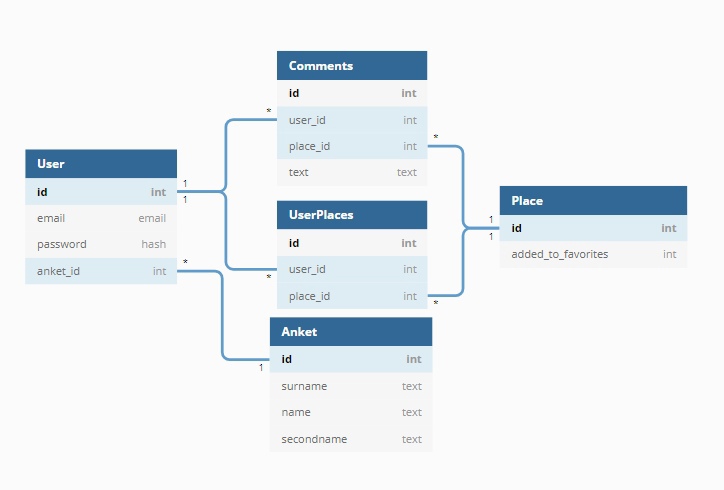 Comments
id int
* user_id int
place_id int *
text text
User
id int 1
1
email email
password hash
anket_id int *
UserPlaces
id int
user_id int
*
place_id int
*
Place
1
id int
1
added_to_favorites int
Anket
id int
1
surname text
name text
secondname text